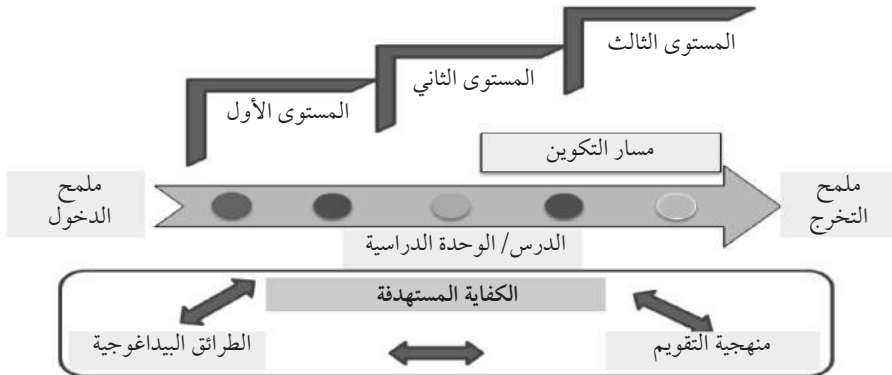 المستوى الثالث
المستوى الثاني
المستوى الأول
مسار التكوين
ملمح
الدخول
ملمح
التخرج
الدرس/ الوحدة الدراسية
الكفاية المستهدفة
الطرائق البيداغوجية
منهجية التقويم